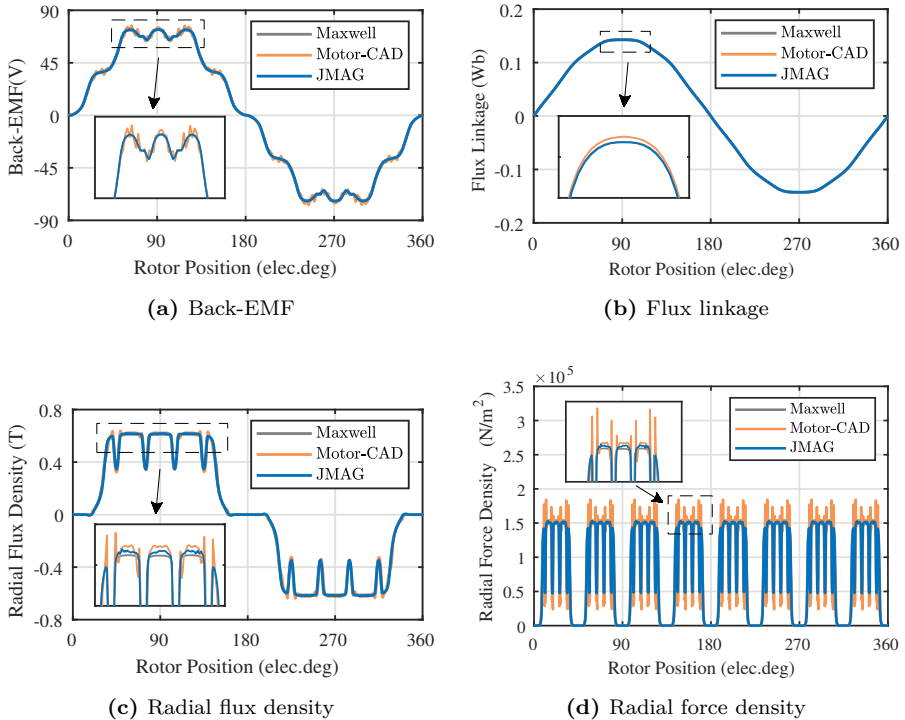 90
45
0
-45
-90
Back-EMF(V)
Maxwell
Motor-CAD
JMAG
0 90 180 270 360
Rotor Position (elec.deg)
(a) Back-EMF
0.2
0.1
0
-0.1
-0.2
Flux Linkage (Wb)
Maxwell
Motor-CAD
JMAG
0 90 180 270 360
Rotor Position (elec.deg)
(b) Flux linkage
0.8
0.4
0
-0.4
-0.8
Radial Flux Density (T)
Maxwell
Motor-CAD
JMAG
0 90 180 270 360
Rotor Position (elec.deg)
(c) Radial flux density
×10⁵
3.5
3
2.5
2
1.5
1
0.5
0
Radial Force Density (N/m²)
Maxwell
Motor-CAD
JMAG
0 90 180 270 360
Rotor Position (elec.deg)
(d) Radial force density